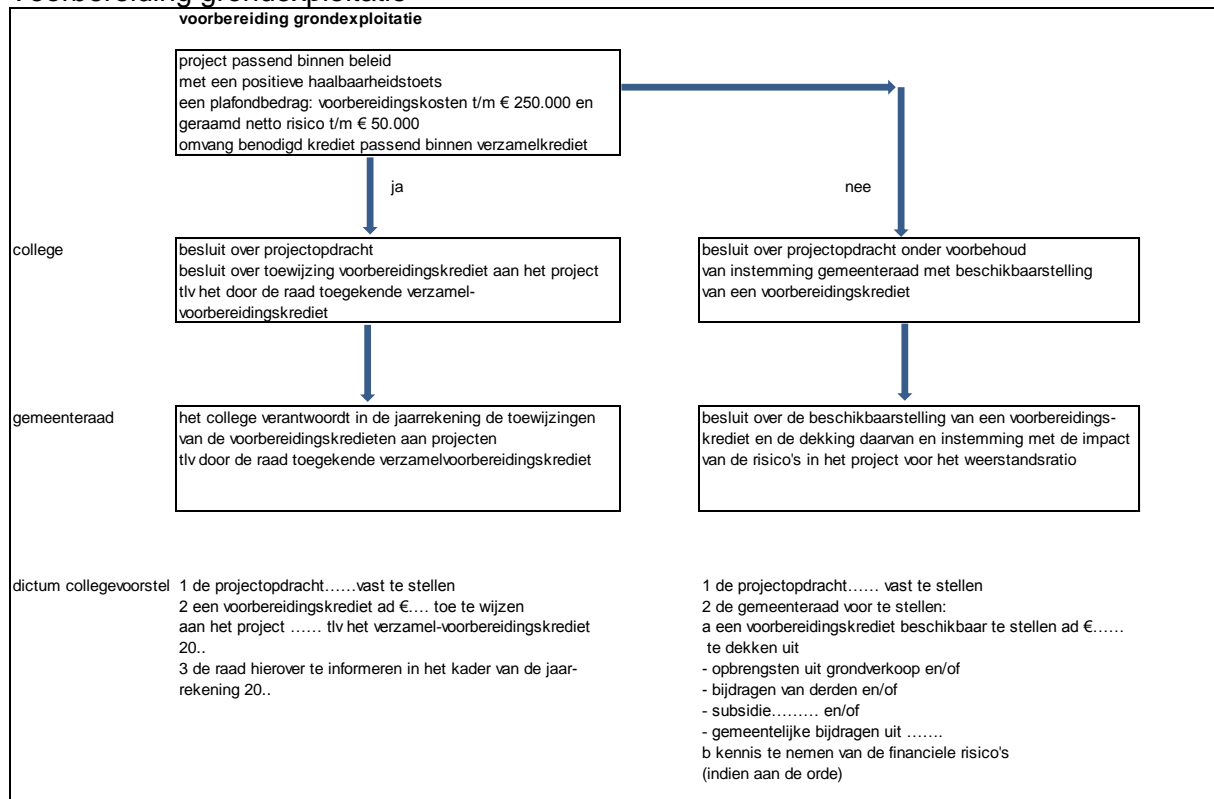 Voorbereiding grondexploitatie
voorbereiding grondexploitatie
project passend binnen beleid
met een positieve haalbaarheidstoets
een plafondbedrag: voorbereidingskosten t/m € 250.000 en
geraamd netto risico t/m € 50.000
omvang benodigd krediet passend binnen verzamelkrediet
ja
nee
college
besluit over projectopdracht
besluit over toewijzing voorbereidingskrediet aan het project
tlv het door de raad toegekende verzamel-
voorbereidingskrediet
besluit over projectopdracht onder voorbehoud
van instemming gemeenteraad met beschikbaarstelling
van een voorbereidingskrediet
gemeenteraad
het college verantwoordt in de jaarrekening de toewijzingen
van de voorbereidingskredieten aan projecten
tlv door de raad toegekende verzamelvoorbereidingskrediet
besluit over de beschikbaarstelling van een voorbereidings-
krediet en de dekking daarvan en instemming met de impact
van de risico's in het project voor het weerstandsratio
dictum collegevoorstel
1 de projectopdracht……vast te stellen
2 een voorbereidingskrediet ad €…. toe te wijzen
aan het project …… tlv het verzamel-voorbereidingskrediet
20..
3 de raad hierover te informeren in het kader van de jaar-
rekening 20..
1 de projectopdracht…… vast te stellen
2 de gemeenteraad voor te stellen:
a een voorbereidingskrediet beschikbaar te stellen ad €……
te dekken uit
- opbrengsten uit grondverkoop en/of
- bijdragen van derden en/of
- subsidie……… en/of
- gemeentelijke bijdragen uit …….
b kennis te nemen van de financiele risico's
(indien aan de orde)